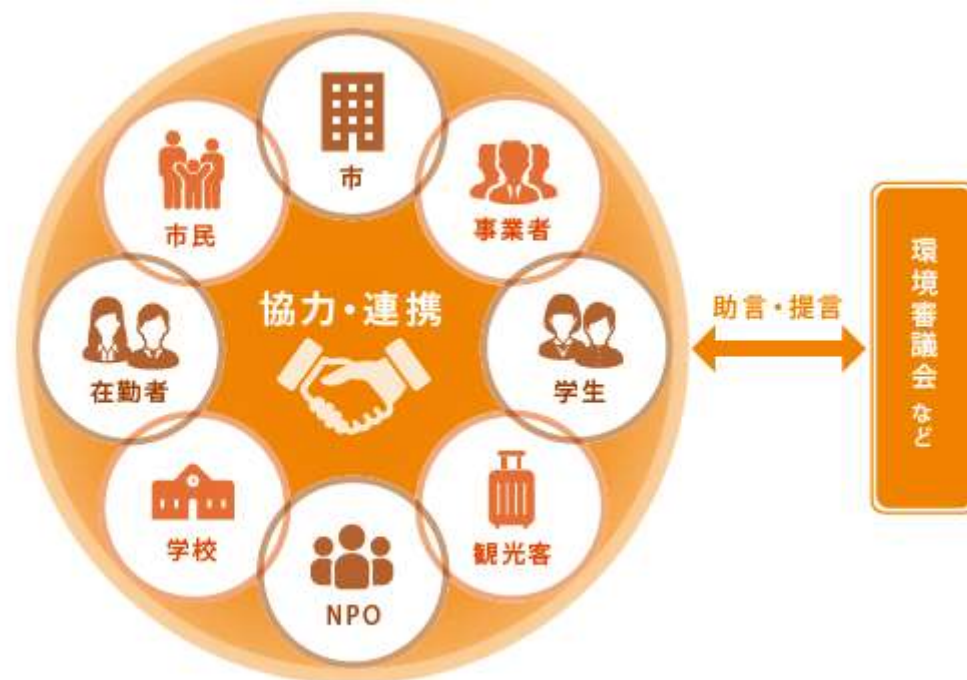 市
事業者
学生
観光客
NPO
学校
在勤者
市民
協力・連携
助言・提言
環境審議会 など